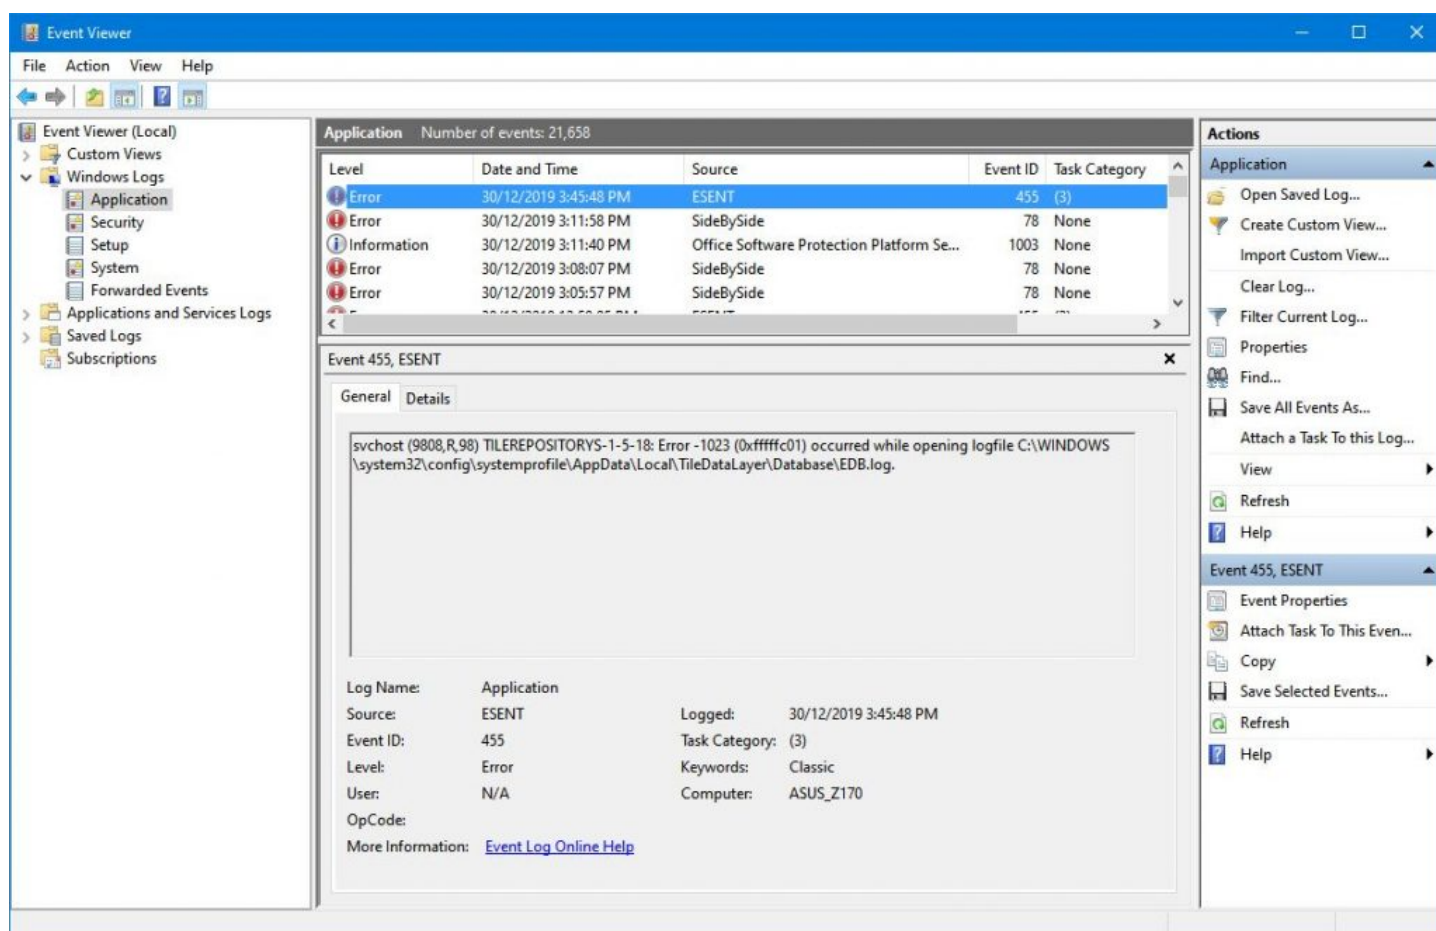 Event Viewer
File Action View Help
Event Viewer (Local)
Custom Views
Windows Logs
Application
Security
Setup
System
Forwarded Events
Applications and Services Logs
Saved Logs
Subscriptions
Application Number of events: 21,658
Level Date and Time Source Event ID Task Category
Error 30/12/2019 3:45:48 PM ESENT 455 (3)
Error 30/12/2019 3:11:58 PM SideBySide 78 None
Information 30/12/2019 3:11:40 PM Office Software Protection Platform Se... 1003 None
Error 30/12/2019 3:08:07 PM SideBySide 78 None
Error 30/12/2019 3:05:57 PM SideBySide 78 None
Event 455, ESENT
General Details
svchost (9808,R,98) TILEREPOSITORYS-1-5-18: Error -1023 (0xfffffc01) occurred while opening logfile C:\WINDOWS
\system32\config\systemprofile\AppData\Local\TileDataLayer\Database\EDB.log.
Log Name: Application
Source: ESENT Logged: 30/12/2019 3:45:48 PM
Event ID: 455 Task Category: (3)
Level: Error Keywords: Classic
User: N/A Computer: ASUS_Z170
OpCode:
More Information: Event Log Online Help
Actions
Application
Open Saved Log...
Create Custom View...
Import Custom View...
Clear Log...
Filter Current Log...
Properties
Find...
Save All Events As...
Attach a Task To this Log...
View
Refresh
Help
Event 455, ESENT
Event Properties
Attach Task To This Even...
Copy
Save Selected Events...
Refresh
Help